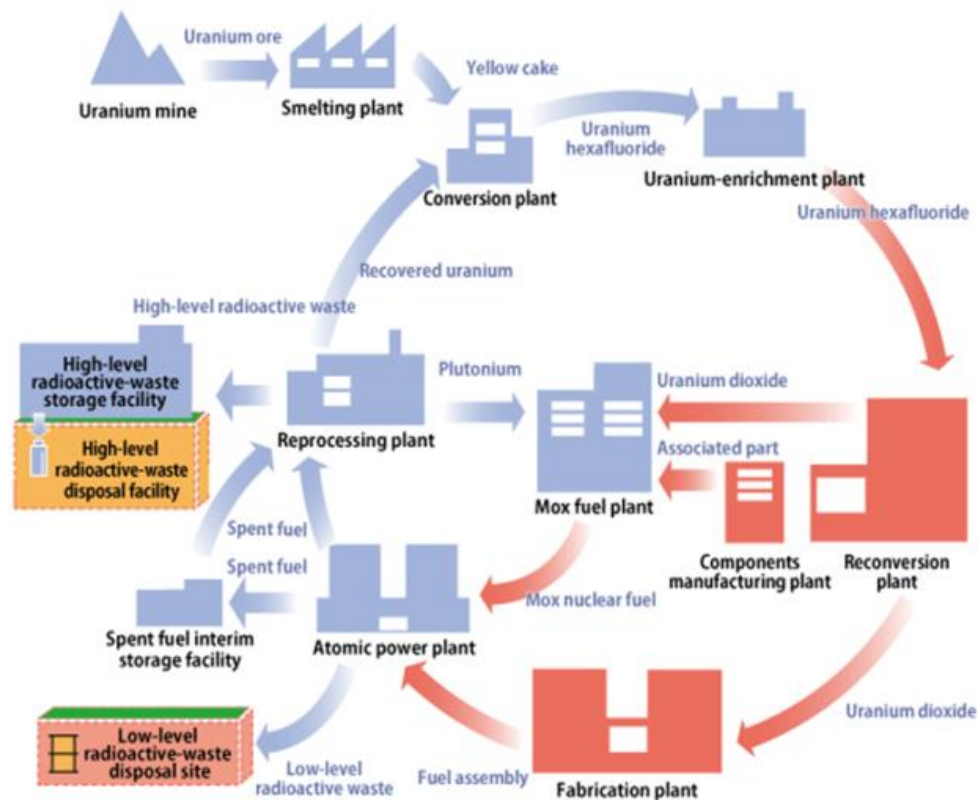 Uranium ore
Uranium mine
Smelting plant
Yellow cake
Conversion plant
Uranium
hexafluoride
Uranium-enrichment plant
Uranium hexafluoride
Recovered uranium
High-level radioactive waste
High-level
radioactive-waste
storage facility
High-level
radioactive-waste
disposal facility
Reprocessing plant
Plutonium
Uranium dioxide
Associated part
Mox fuel plant
Components
manufacturing plant
Reconversion
plant
Spent fuel
Spent fuel
Spent fuel interim
storage facility
Atomic power plant
Mox nuclear fuel
Low-level
radioactive-waste
disposal site
Low-level
radioactive waste
Fuel assembly
Fabrication plant
Uranium dioxide